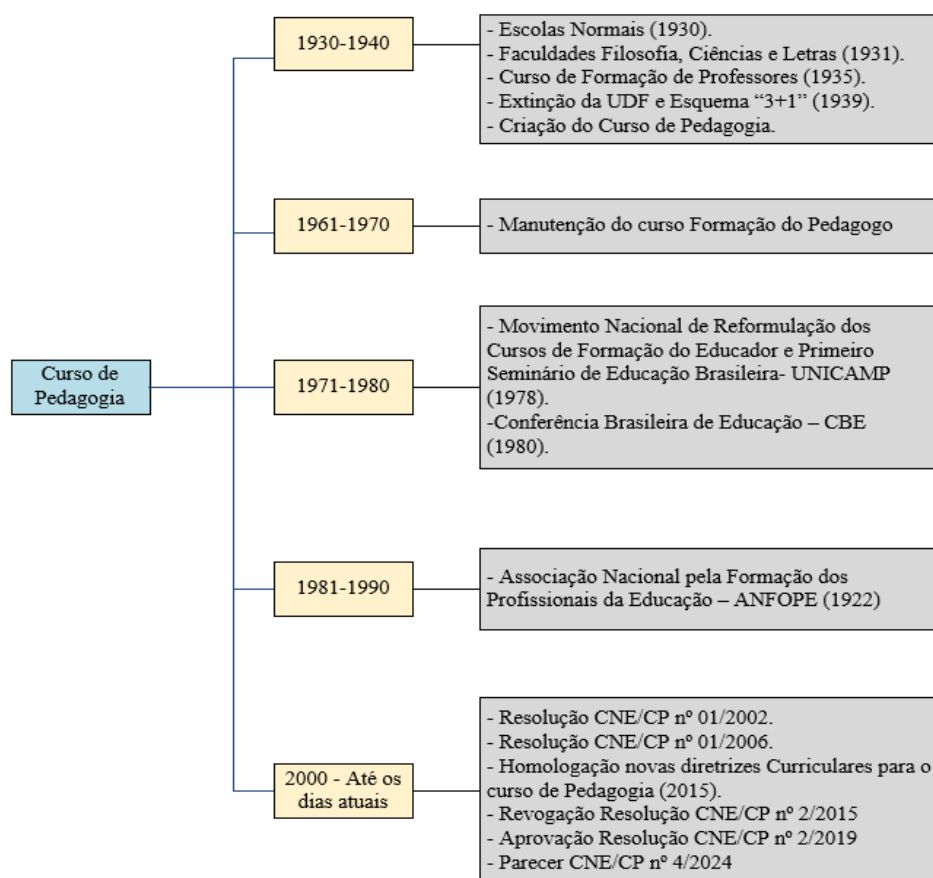 Curso de
Pedagogia
1930-1940
- Escolas Normais (1930).
- Faculdades Filosofia, Ciências e Letras (1931).
- Curso de Formação de Professores (1935).
- Extinção da UDF e Esquema “3+1” (1939).
- Criação do Curso de Pedagogia.
1961-1970
- Manutenção do curso Formação do Pedagogo
1971-1980
- Movimento Nacional de Reformulação dos
Cursos de Formação do Educador e Primeiro
Seminário de Educação Brasileira- UNICAMP
(1978).
-Conferência Brasileira de Educação – CBE
(1980).
1981-1990
- Associação Nacional pela Formação dos
Profissionais da Educação – ANFOPE (1922)
2000 - Até os
dias atuais
- Resolução CNE/CP nº 01/2002.
- Resolução CNE/CP nº 01/2006.
- Homologação novas diretrizes Curriculares para o
curso de Pedagogia (2015).
- Revogação Resolução CNE/CP nº 2/2015
- Aprovação Resolução CNE/CP nº 2/2019
- Parecer CNE/CP nº 4/2024